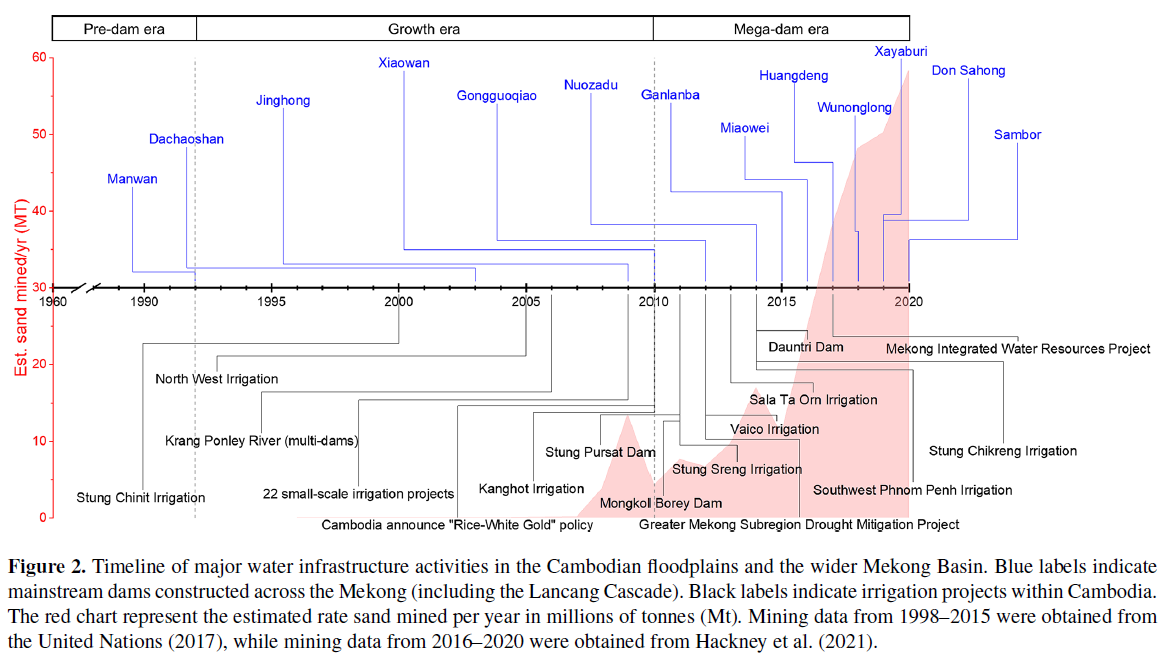 Pre-dam era
Growth era
Mega-dam era
Est. sand mined/yr (MT)
60
50
40
30
20
10
0
Manwan
Dachaoshan
Jinghong
Xiaowan
Gongguoqiao
Nuozadu
Ganlanba
Miaowei
Huangdeng
Wunonglong
Xayaburi
Don Sahong
Sambor
1960
1990
1995
2000
2005
2010
2015
2020
Stung Chinit Irrigation
North West Irrigation
Krang Ponley River (multi-dams)
22 small-scale irrigation projects
Cambodia announce "Rice-White Gold" policy
Kanghot Irrigation
Stung Pursat Dam
Mongkol Borey Dam
Stung Sreng Irrigation
Greater Mekong Subregion Drought Mitigation Project
Vaico Irrigation
Sala Ta Orn Irrigation
Dauntri Dam
Southwest Phnom Penh Irrigation
Stung Chikreng Irrigation
Mekong Integrated Water Resources Project
Figure 2. Timeline of major water infrastructure activities in the Cambodian floodplains and the wider Mekong Basin. Blue labels indicate
mainstream dams constructed across the Mekong (including the Lancang Cascade). Black labels indicate irrigation projects within Cambodia.
The red chart represent the estimated rate sand mined per year in millions of tonnes (Mt). Mining data from 1998–2015 were obtained from
the United Nations (2017), while mining data from 2016–2020 were obtained from Hackney et al. (2021).